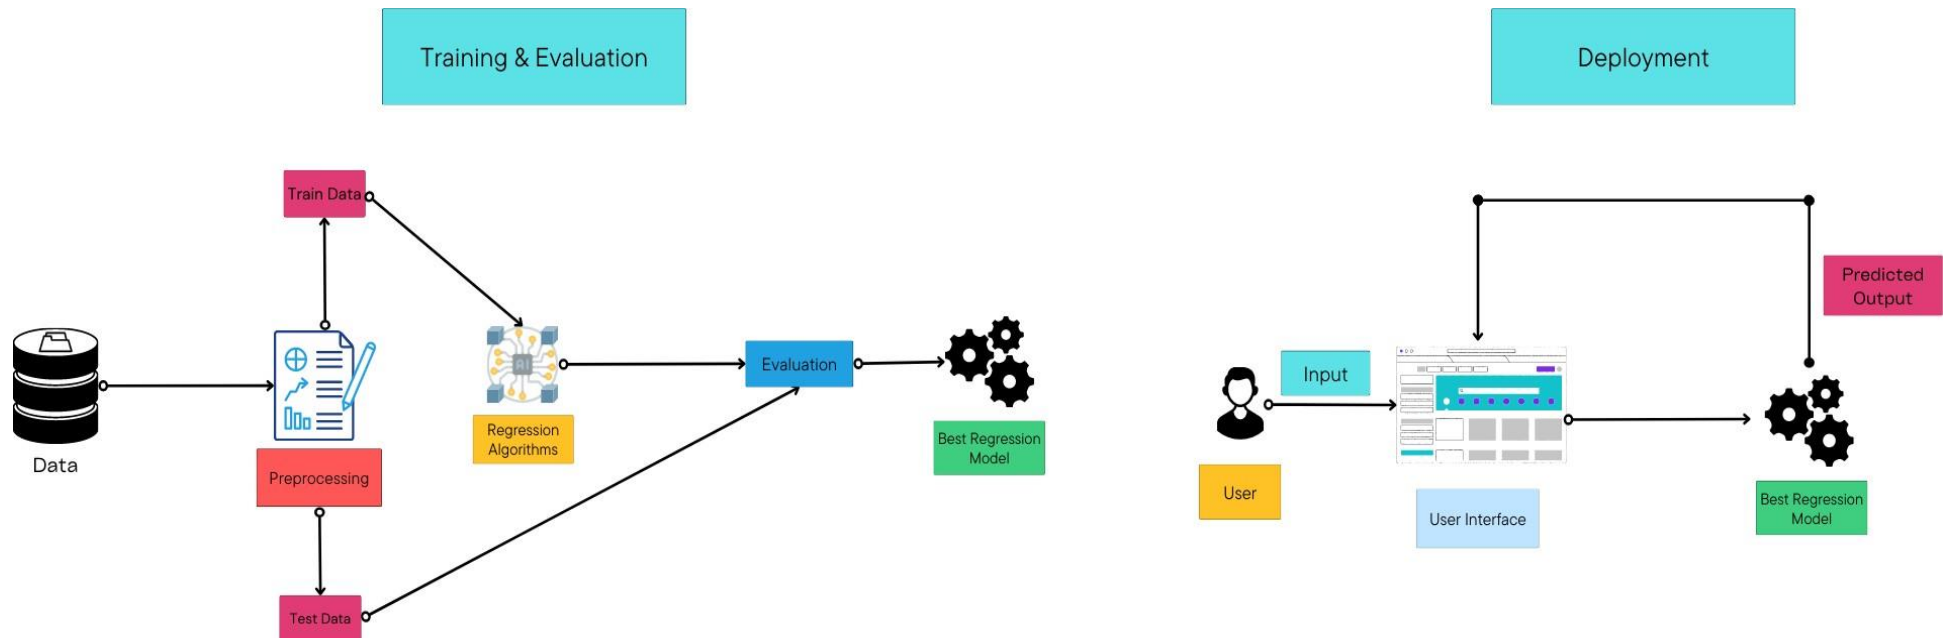 Training & Evaluation
Deployment
Train Data
Predicted
Output
Evaluation
AI
Input
Regression
Algorithms
Best Regression
Model
Data
Preprocessing
User
User Interface
Best Regression
Model
Test Data